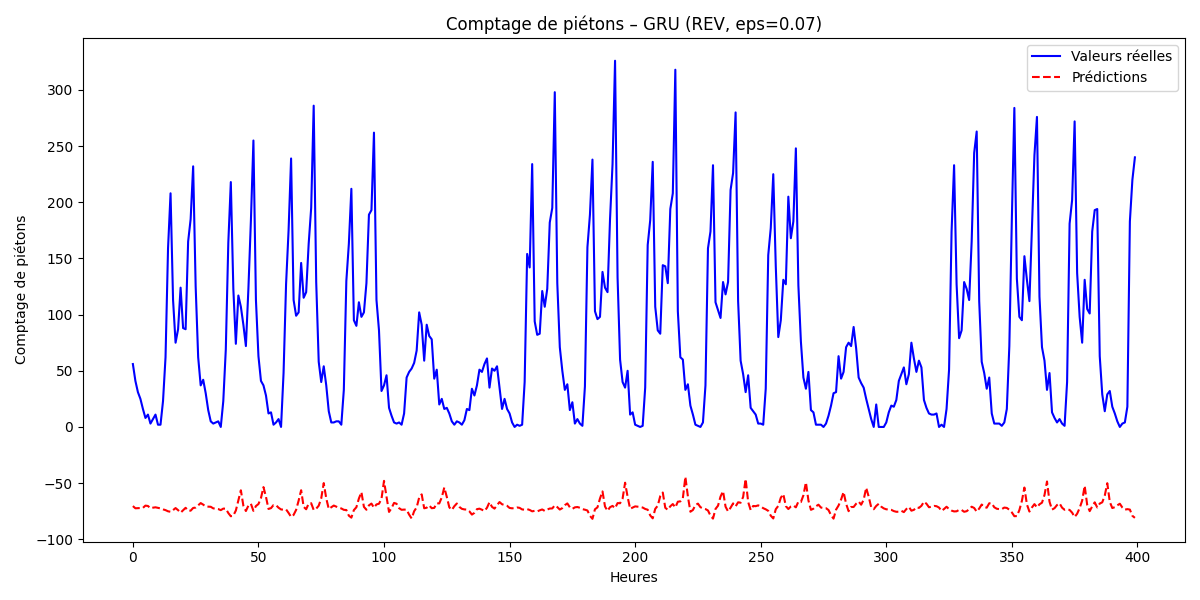 Comptage de piétons – GRU (REV, eps=0.07)
Valeurs réelles
Prédictions
Comptage de piétons
300
250
200
150
100
50
0
−50
−100
0 50 100 150 200 250 300 350 400
Heures